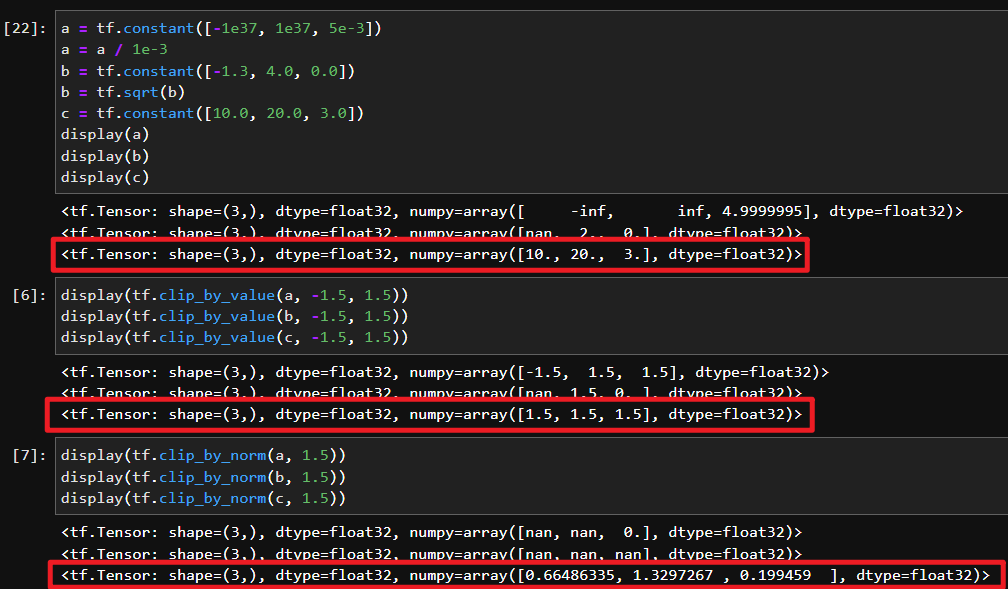 [22]: a = tf.constant([-1e37, 1e37, 5e-3])
a = a / 1e-3
b = tf.constant([-1.3, 4.0, 0.0])
b = tf.sqrt(b)
c = tf.constant([10.0, 20.0, 3.0])
display(a)
display(b)
display(c)
<tf.Tensor: shape=(3,), dtype=float32, numpy=array([     -inf,       inf, 4.9999995], dtype=float32)>
<tf.Tensor: shape=(3,), dtype=float32, numpy=array([nan,  2.,  0.], dtype=float32)>
<tf.Tensor: shape=(3,), dtype=float32, numpy=array([10., 20.,  3.], dtype=float32)>
[6]: display(tf.clip_by_value(a, -1.5, 1.5))
display(tf.clip_by_value(b, -1.5, 1.5))
display(tf.clip_by_value(c, -1.5, 1.5))
<tf.Tensor: shape=(3,), dtype=float32, numpy=array([-1.5,  1.5,  1.5], dtype=float32)>
<tf.Tensor: shape=(3,), dtype=float32, numpy=array([nan, 1.5, 0. ], dtype=float32)>
<tf.Tensor: shape=(3,), dtype=float32, numpy=array([1.5, 1.5, 1.5], dtype=float32)>
[7]: display(tf.clip_by_norm(a, 1.5))
display(tf.clip_by_norm(b, 1.5))
display(tf.clip_by_norm(c, 1.5))
<tf.Tensor: shape=(3,), dtype=float32, numpy=array([nan, nan,  0.], dtype=float32)>
<tf.Tensor: shape=(3,), dtype=float32, numpy=array([nan, nan, nan], dtype=float32)>
<tf.Tensor: shape=(3,), dtype=float32, numpy=array([0.66486335, 1.3297267 , 0.199459  ], dtype=float32)>